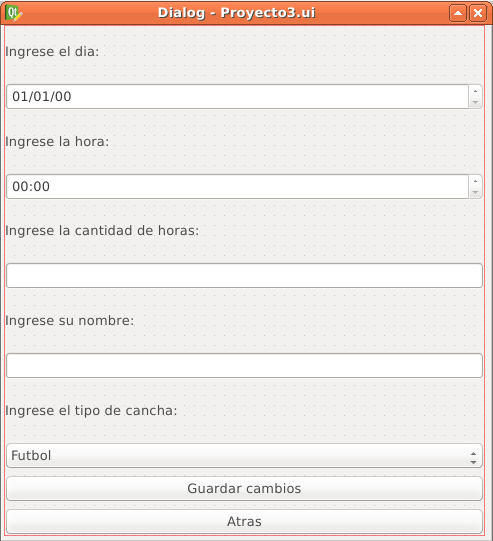 Dialog - Proyecto3.ui
Ingrese el dia:
01/01/00
Ingrese la hora:
00:00
Ingrese la cantidad de horas:
Ingrese su nombre:
Ingrese el tipo de cancha:
Futbol
Guardar cambios
Atras